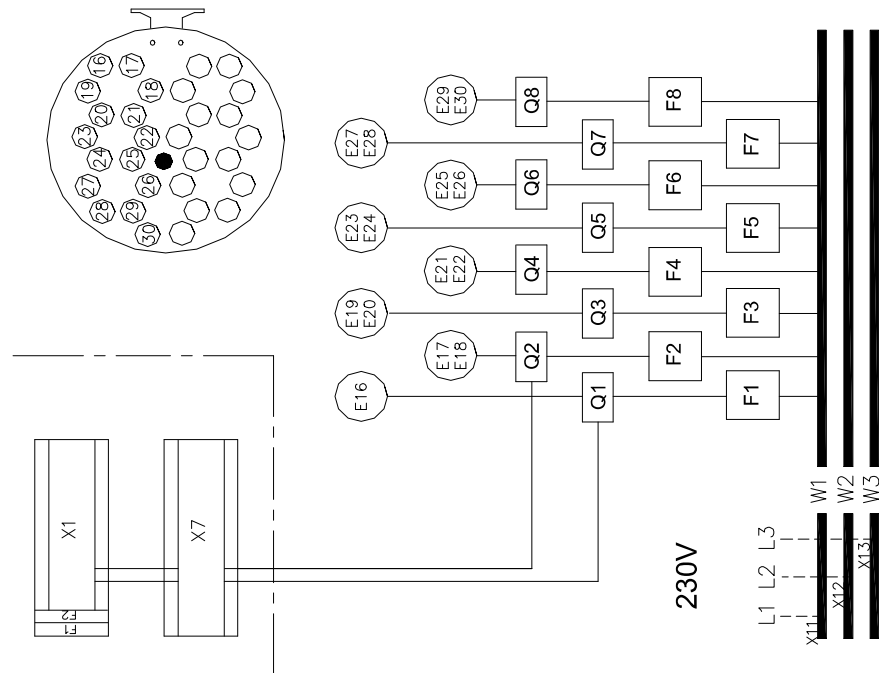 16
17
19
18
20
21
23
22
24
25
27
26
28
29
30
E29
E30
Q8
F8
E27
E28
Q7
F7
E25
E26
Q6
F6
E23
E24
Q5
F5
E21
E22
Q4
F4
E19
E20
Q3
F3
E17
E18
Q2
F2
E16
Q1
F1
X1
F2
F1
X7
230V
W1
W2
W3
L3
L2
L1
X13
X12
X11